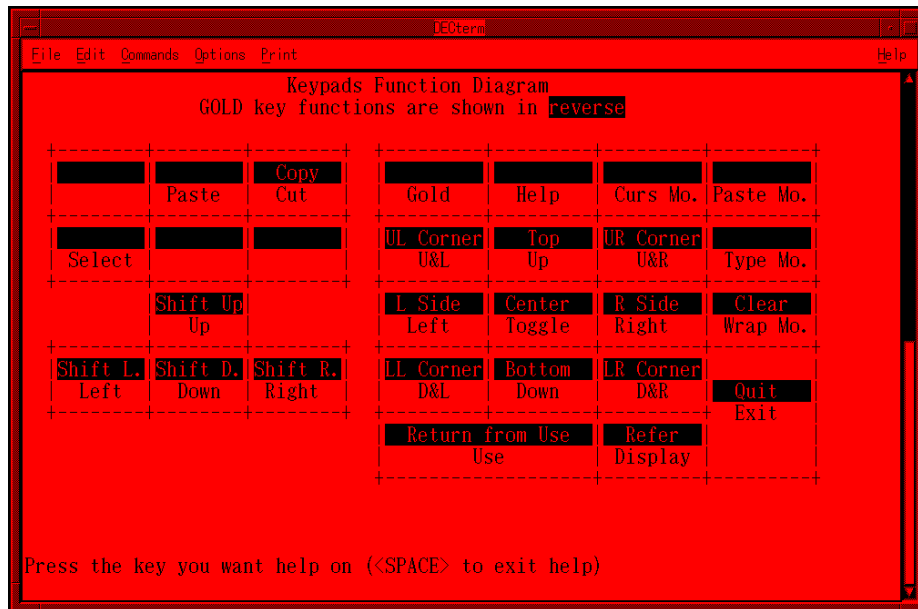 DECterm
File Edit Commands Options Print Help
Keypads Function Diagram
GOLD key functions are shown in reverse
Copy
Paste Cut Gold Help Curs Mo. Paste Mo.
UL Corner Top UR Corner
Select U&L Up U&R Type Mo.
Shift Up L Side Center R Side Clear
Up Left Toggle Right Wrap Mo.
Shift L. Shift D. Shift R. LL Corner Bottom LR Corner
Left Down Right D&L Down D&R Quit
Exit
Return from Use Refer
Use Display
Press the key you want help on (<SPACE> to exit help)